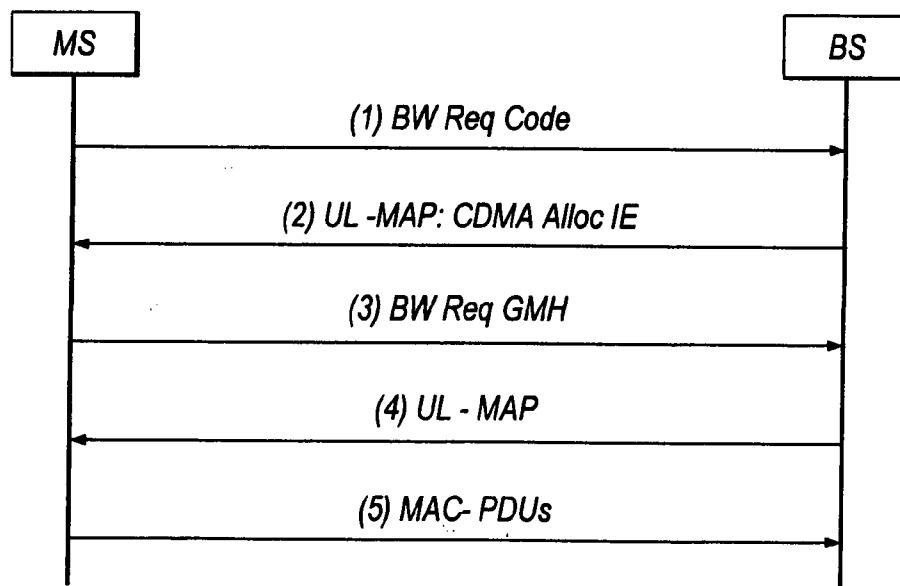 MS
BS
(1) BW Req Code
(2) UL -MAP: CDMA Alloc IE
(3) BW Req GMH
(4) UL - MAP
(5) MAC- PDUs